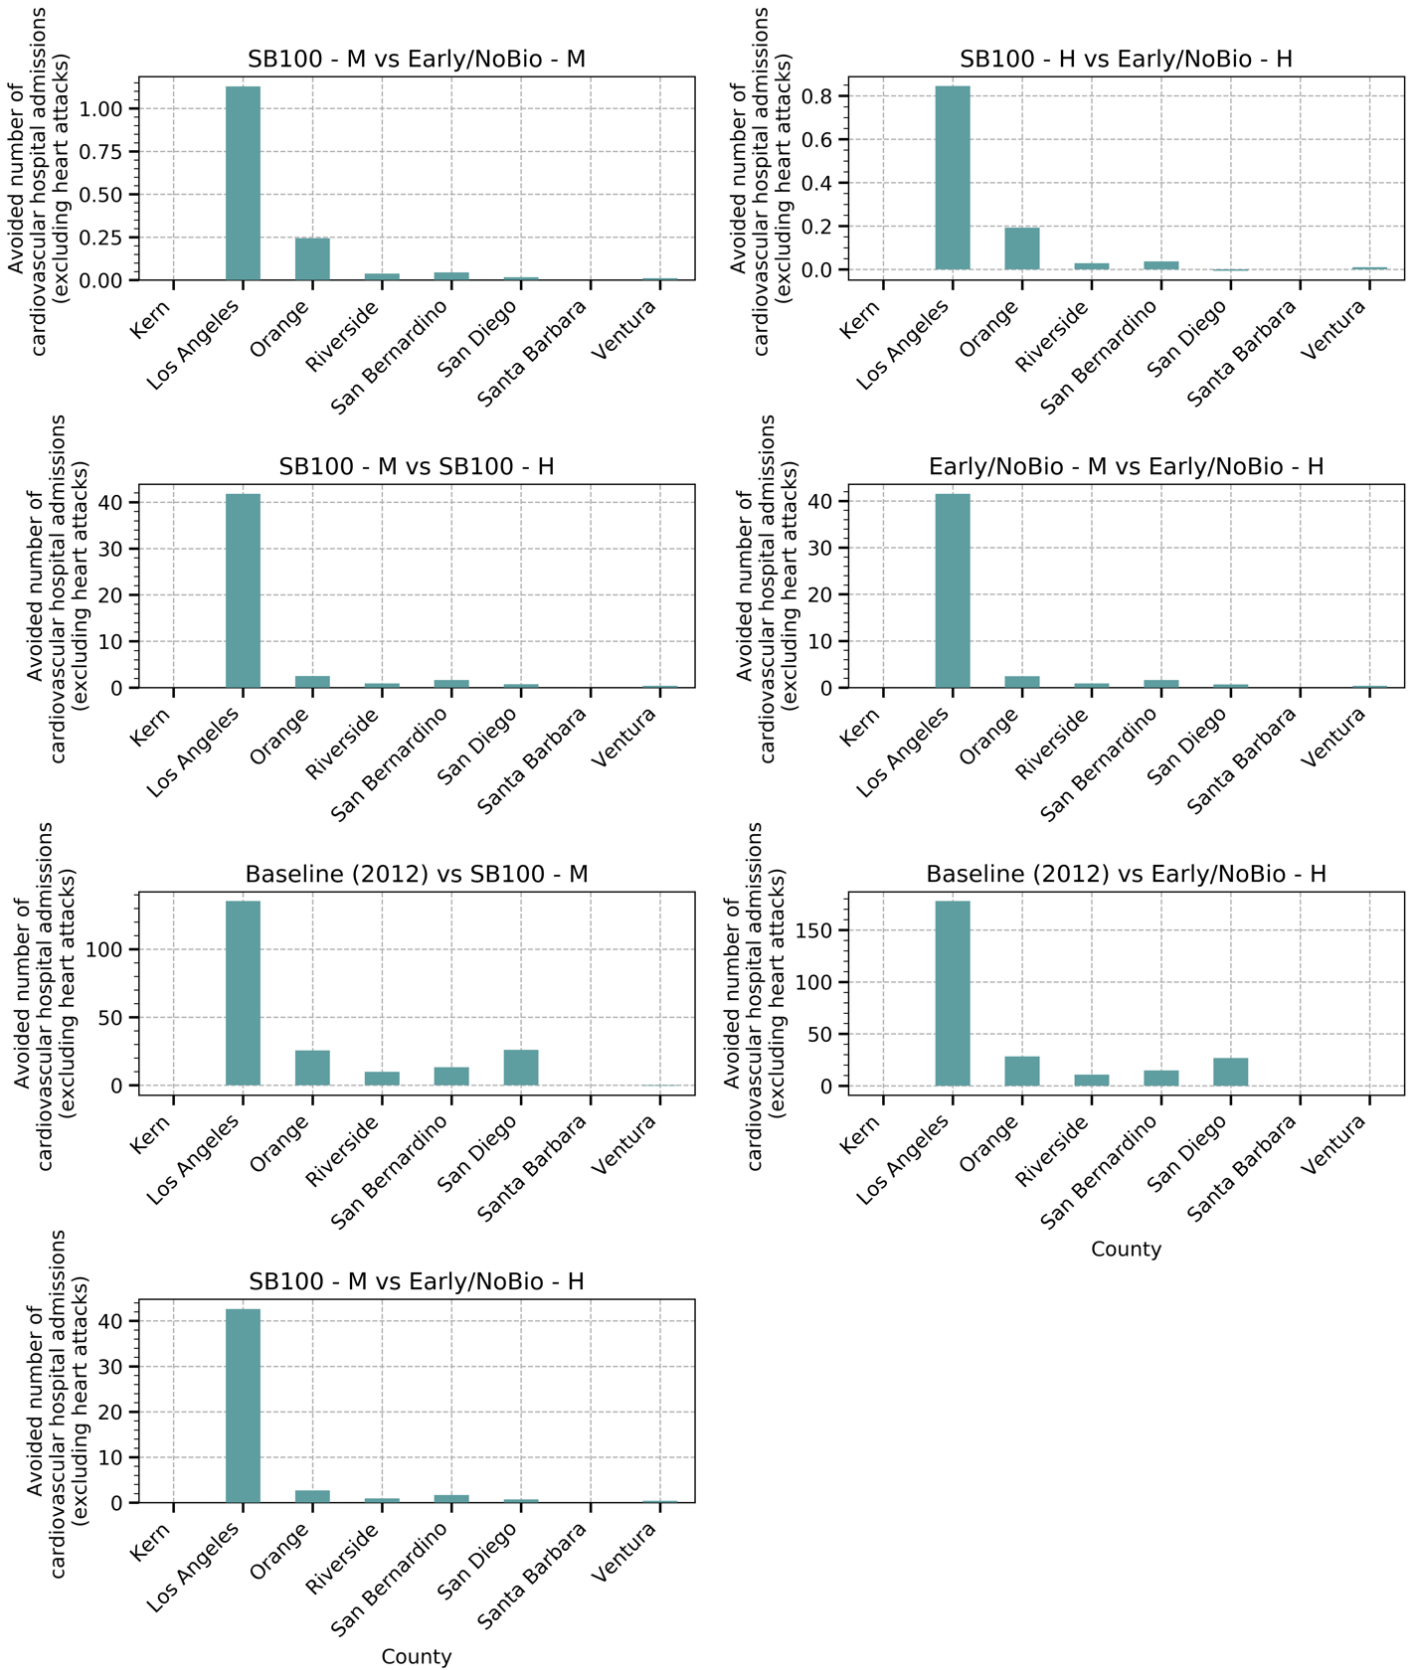 SB100 - M vs Early/NoBio - M
Avoided number of
cardiovascular hospital admissions
(excluding heart attacks)
1.00
0.75
0.50
0.25
0.00
Kern
Los Angeles
Orange
Riverside
San Bernardino
San Diego
Santa Barbara
Ventura
SB100 - H vs Early/NoBio - H
Avoided number of
cardiovascular hospital admissions
(excluding heart attacks)
0.8
0.6
0.4
0.2
0.0
Kern
Los Angeles
Orange
Riverside
San Bernardino
San Diego
Santa Barbara
Ventura
SB100 - M vs SB100 - H
Avoided number of
cardiovascular hospital admissions
(excluding heart attacks)
40
30
20
10
0
Kern
Los Angeles
Orange
Riverside
San Bernardino
San Diego
Santa Barbara
Ventura
Early/NoBio - M vs Early/NoBio - H
Avoided number of
cardiovascular hospital admissions
(excluding heart attacks)
40
30
20
10
0
Kern
Los Angeles
Orange
Riverside
San Bernardino
San Diego
Santa Barbara
Ventura
Baseline (2012) vs SB100 - M
Avoided number of
cardiovascular hospital admissions
(excluding heart attacks)
100
50
0
Kern
Los Angeles
Orange
Riverside
San Bernardino
San Diego
Santa Barbara
Ventura
Baseline (2012) vs Early/NoBio - H
Avoided number of
cardiovascular hospital admissions
(excluding heart attacks)
150
100
50
0
Kern
Los Angeles
Orange
Riverside
San Bernardino
San Diego
Santa Barbara
Ventura
County
SB100 - M vs Early/NoBio - H
Avoided number of
cardiovascular hospital admissions
(excluding heart attacks)
40
30
20
10
0
Kern
Los Angeles
Orange
Riverside
San Bernardino
San Diego
Santa Barbara
Ventura
County